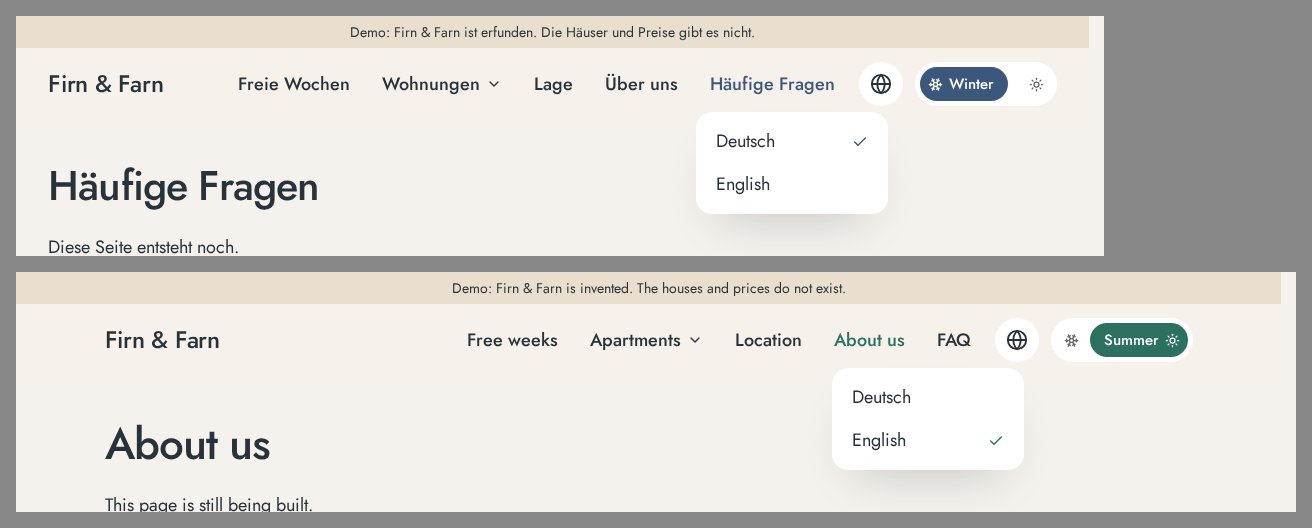 Demo: Firn & Farn ist erfunden. Die Häuser und Preise gibt es nicht.
Firn & Farn Freie Wochen Wohnungen Lage Über uns Häufige Fragen Winter
Deutsch
English
Häufige Fragen
Diese Seite entsteht noch.
Demo: Firn & Farn is invented. The houses and prices do not exist.
Firn & Farn Free weeks Apartments Location About us FAQ Summer
Deutsch
English
About us
This page is still being built.